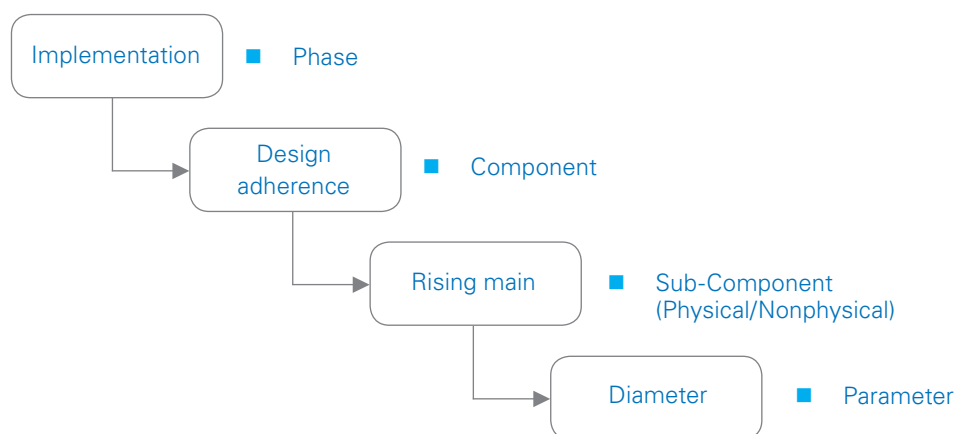 Implementation
Phase
Design
adherence
Component
Rising main
Sub-Component
(Physical/Nonphysical)
Diameter
Parameter